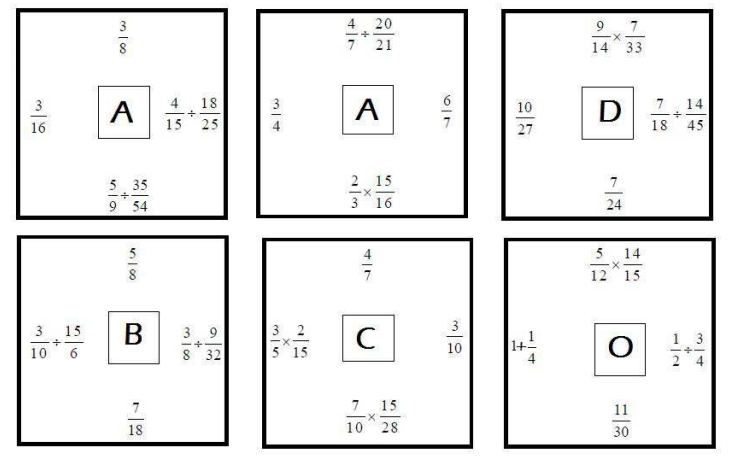 3/8
3/16
A
4/15 ÷ 18/25
5/9 ÷ 35/54
4/7 ÷ 20/21
3/4
A
6/7
2/3 × 15/16
9/14 × 7/33
10/27
D
7/18 ÷ 14/45
7/24
5/8
3/10 ÷ 15/6
B
3/8 ÷ 9/32
7/18
4/7
3/5 × 2/15
C
3/10
7/10 × 15/28
5/12 × 14/15
1÷1/4
O
1/2 ÷ 3/4
11/30